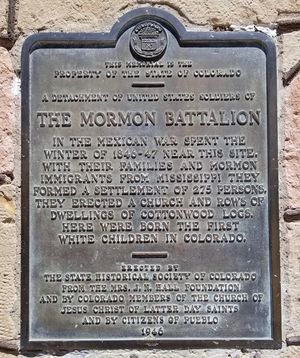 THIS MEMORIAL IS THE
PROPERTY OF THE STATE OF COLORADO
A DETACHMENT OF UNITED STATES SOLDIERS OF
THE MORMON BATTALION
IN THE MEXICAN WAR SPENT THE
WINTER OF 1846-47 NEAR THIS SITE,
WITH THEIR FAMILIES AND MORMON
IMMIGRANTS FROM MISSISSIPPI THEY
FORMED A SETTLEMENT OF 275 PERSONS.
THEY ERECTED A CHURCH AND ROWS OF
DWELLINGS OF COTTONWOOD LOGS.
HERE WERE BORN THE FIRST
WHITE CHILDREN IN COLORADO.
ERECTED BY
THE STATE HISTORICAL SOCIETY OF COLORADO
FROM THE MRS. J. N. HALL FOUNDATION
AND BY COLORADO MEMBERS OF THE CHURCH OF
JESUS CHRIST OF LATTER DAY SAINTS
AND BY CITIZENS OF PUEBLO
1946